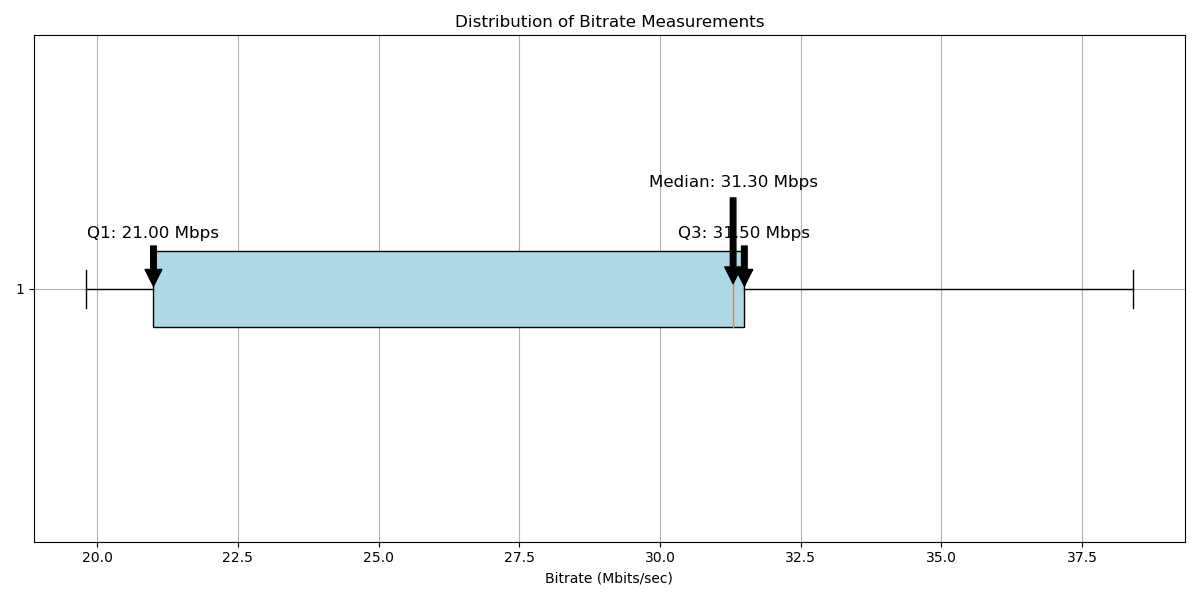 Distribution of Bitrate Measurements
Median: 31.30 Mbps
Q1: 21.00 Mbps
Q3: 31.50 Mbps
1
20.0 22.5 25.0 27.5 30.0 32.5 35.0 37.5
Bitrate (Mbits/sec)